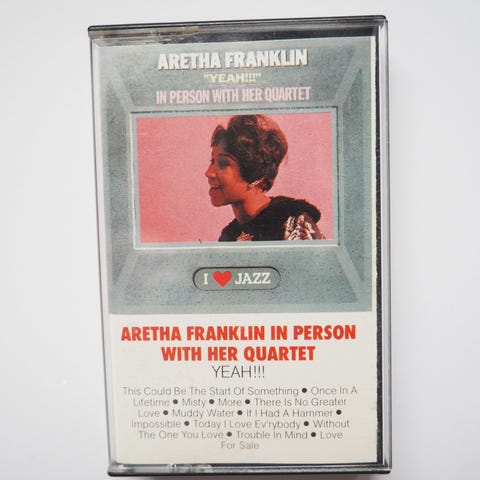 ARETHA FRANKLIN
"YEAH!!!"
IN PERSON WITH HER QUARTET
I ♥ JAZZ
ARETHA FRANKLIN IN PERSON
WITH HER QUARTET
YEAH!!!
This Could Be The Start Of Something ● Once In A
Lifetime ● Misty ● More ● There Is No Greater
Love ● Muddy Water ● If I Had A Hammer ●
Impossible ● Today I Love Ev'rybody ● Without
The One You Love ● Trouble In Mind ● Love
For Sale